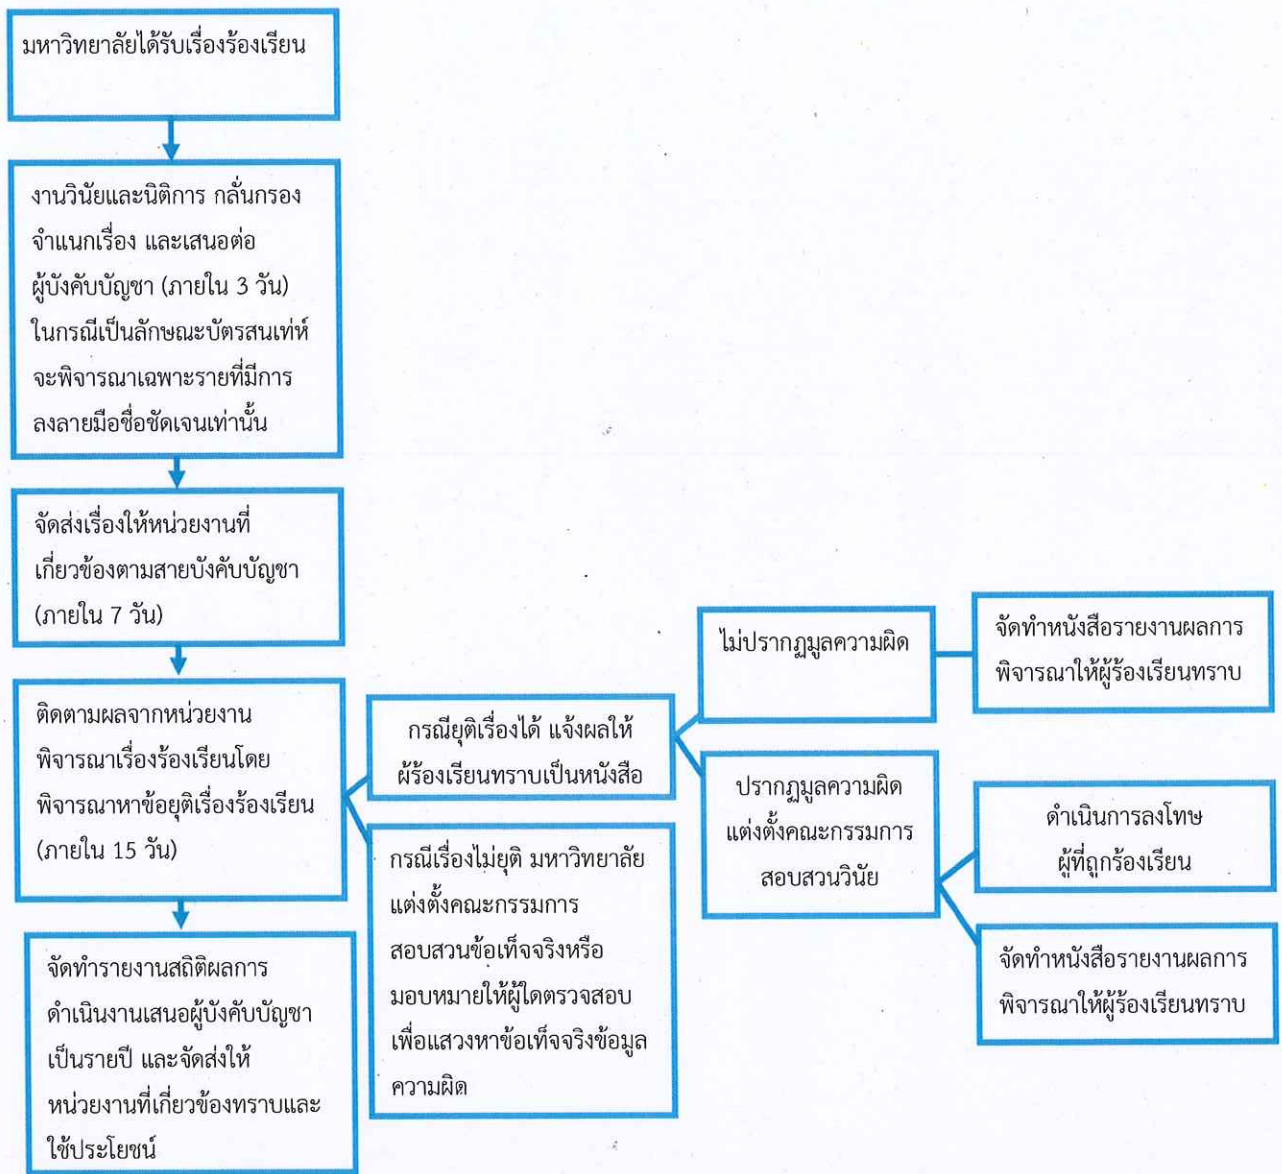 มหาวิทยาลัยได้รับเรื่องร้องเรียน
งานวินัยและนิติการ กลั่นกรอง
จำแนกเรื่อง และเสนอต่อ
ผู้บังคับบัญชา (ภายใน 3 วัน)
ในกรณีเป็นลักษณะบัตรสนเท่ห์
จะพิจารณาเฉพาะรายที่มีการ
ลงลายมือชื่อชัดเจนเท่านั้น
จัดส่งเรื่องให้หน่วยงานที่
เกี่ยวข้องตามสายบังคับบัญชา
(ภายใน 7 วัน)
ติดตามผลจากหน่วยงาน
พิจารณาเรื่องร้องเรียนโดย
พิจารณาหาข้อยุติเรื่องร้องเรียน
(ภายใน 15 วัน)
จัดทำรายงานสถิติผลการ
ดำเนินงานเสนอผู้บังคับบัญชา
เป็นรายปี และจัดส่งให้
หน่วยงานที่เกี่ยวข้องทราบและ
ใช้ประโยชน์
กรณียุติเรื่องได้ แจ้งผลให้
ผู้ร้องเรียนทราบเป็นหนังสือ
กรณีเรื่องไม่ยุติ มหาวิทยาลัย
แต่งตั้งคณะกรรมการ
สอบสวนข้อเท็จจริงหรือ
มอบหมายให้ผู้ใดตรวจสอบ
เพื่อแสวงหาข้อเท็จจริงข้อมูล
ความผิด
ไม่ปรากฏมูลความผิด
จัดทำหนังสือรายงานผลการ
พิจารณาให้ผู้ร้องเรียนทราบ
ปรากฏมูลความผิด
แต่งตั้งคณะกรรมการ
สอบสวนวินัย
ดำเนินการลงโทษ
ผู้ที่ถูกร้องเรียน
จัดทำหนังสือรายงานผลการ
พิจารณาให้ผู้ร้องเรียนทราบ